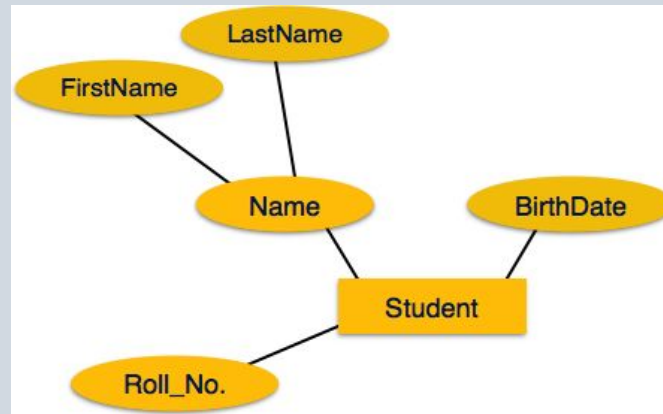 LastName
FirstName
Name
BirthDate
Student
Roll_No.